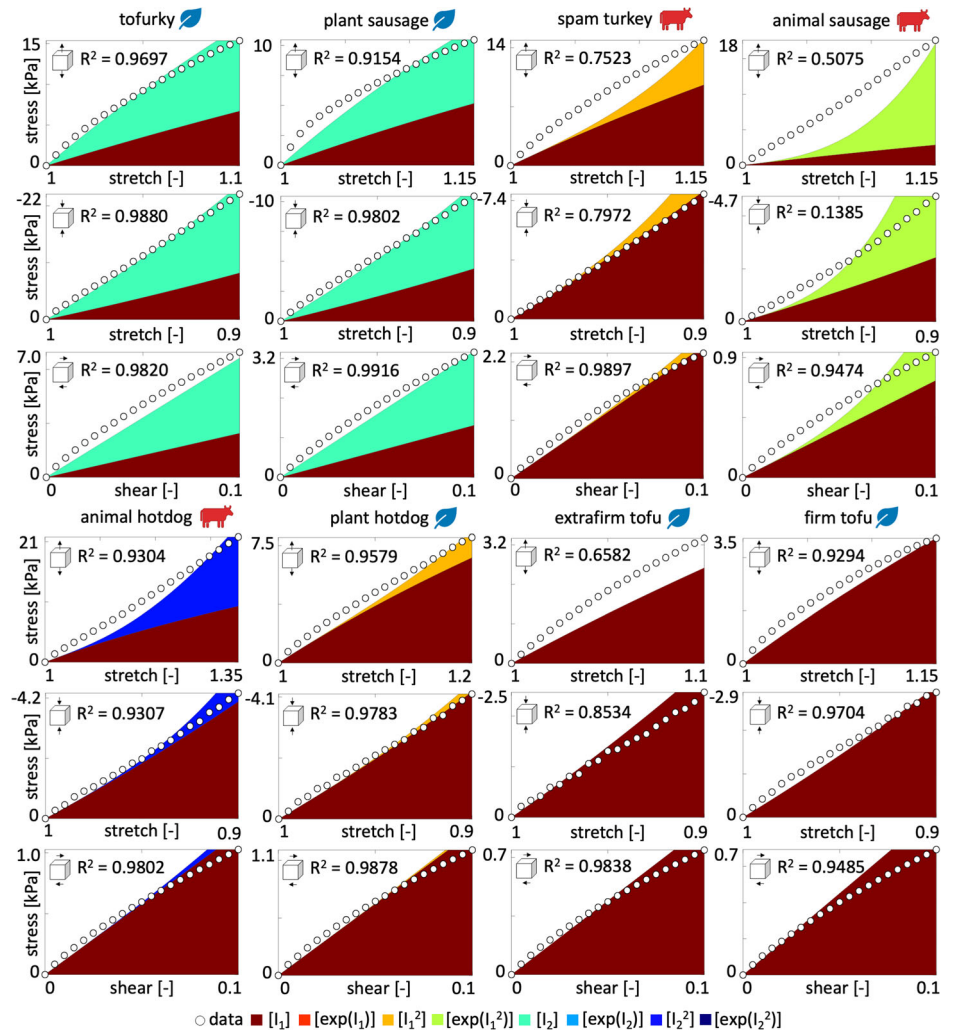 tofurky plant sausage spam turkey animal sausage
15 10 14 18
R² = 0.9697 R² = 0.9154 R² = 0.7523 R² = 0.5075
stress [kPa]
0 0 0 0
1 stretch [-] 1.1 1 stretch [-] 1.15 1 stretch [-] 1.15 1 stretch [-] 1.15
-22 -10 -7.4 -4.7
R² = 0.9880 R² = 0.9802 R² = 0.7972 R² = 0.1385
stress [kPa]
0 0 0 0
1 stretch [-] 0.9 1 stretch [-] 0.9 1 stretch [-] 0.9 1 stretch [-] 0.9
7.0 3.2 2.2 0.9
R² = 0.9820 R² = 0.9916 R² = 0.9897 R² = 0.9474
stress [kPa]
0 0 0 0
0 shear [-] 0.1 0 shear [-] 0.1 0 shear [-] 0.1 0 shear [-] 0.1
animal hotdog plant hotdog extrafirm tofu firm tofu
21 7.5 3.2 3.5
R² = 0.9304 R² = 0.9579 R² = 0.6582 R² = 0.9294
stress [kPa]
0 0 0 0
1 stretch [-] 1.35 1 stretch [-] 1.2 1 stretch [-] 1.1 1 stretch [-] 1.15
-4.2 -4.1 -2.5 -2.9
R² = 0.9307 R² = 0.9783 R² = 0.8534 R² = 0.9704
stress [kPa]
0 0 0 0
1 stretch [-] 0.9 1 stretch [-] 0.9 1 stretch [-] 0.9 1 stretch [-] 0.9
1.0 1.1 0.7 0.7
R² = 0.9802 R² = 0.9878 R² = 0.9838 R² = 0.9485
stress [kPa]
0 0 0 0
0 shear [-] 0.1 0 shear [-] 0.1 0 shear [-] 0.1 0 shear [-] 0.1
data [I₁] [exp(I₁)] [I₁²] [exp(I₁²)] [I₂] [exp(I₂)] [I₂²] [exp(I₂²)]